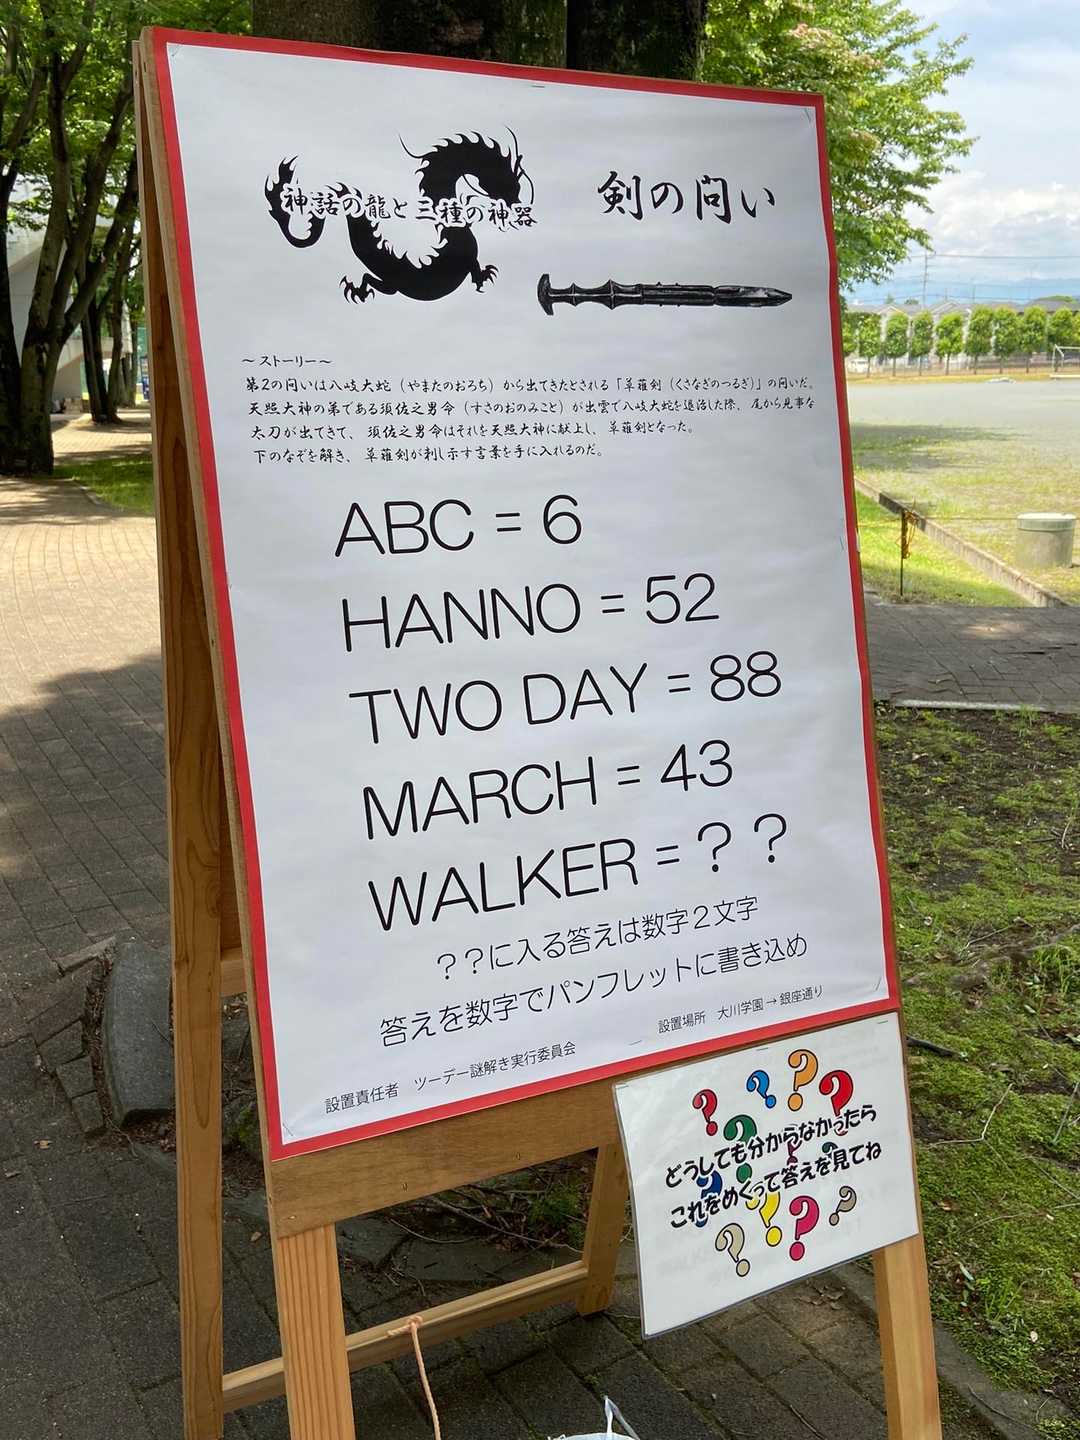 神話の龍と三種の神器
剣の問い
～ストーリー～
第2の問いは八岐大蛇（やまたのおろち）から出てきたとされる「草薙剣（くさなぎのつるぎ）」の問いだ。
天照大神の弟である須佐之男命（すさのおのみこと）が出雲で八岐大蛇を退治した際、尾から見事な
太刀が出てきて、須佐之男命はそれを天照大神に献上し、草薙剣となった。
下のなぞを解き、草薙剣が刺し示す言葉を手に入れるのだ。
ABC = 6
HANNO = 52
TWO DAY = 88
MARCH = 43
WALKER = ? ?
？？に入る答えは数字２文字
答えを数字でパンフレットに書き込め
設置場所　大川学園→銀座通り
設置責任者　ツーデー謎解き実行委員会
どうしても分からなかったら
これをめくって答えを見てね